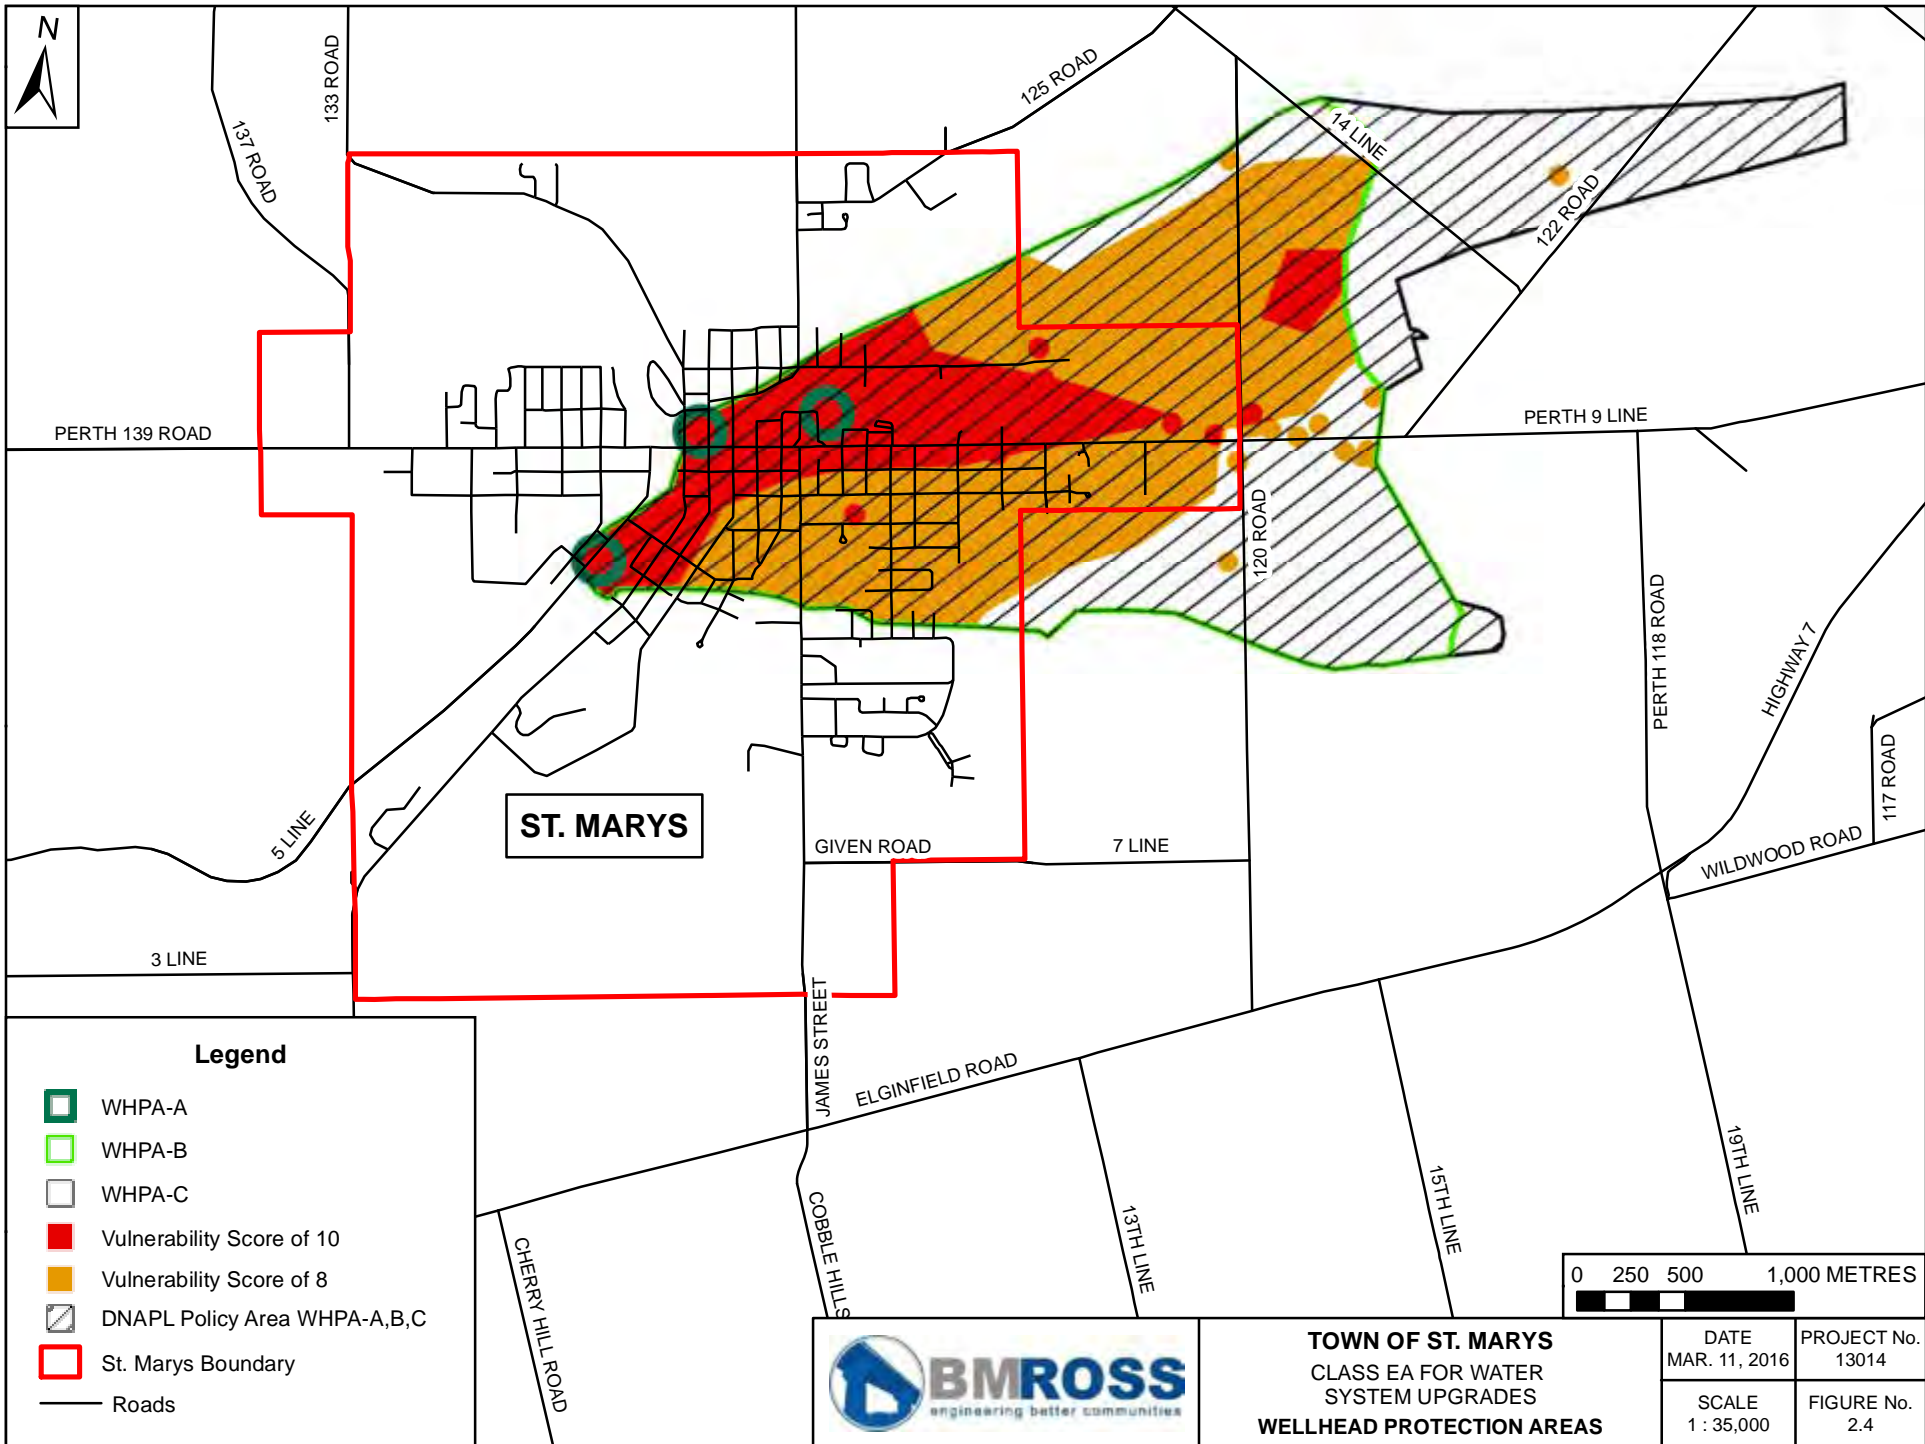 N
133 ROAD
137 ROAD
125 ROAD
14 LINE
122 ROAD
PERTH 139 ROAD
PERTH 9 LINE
120 ROAD
PERTH 118 ROAD
HIGHWAY 7
117 ROAD
WILDWOOD ROAD
5 LINE
ST. MARYS
GIVEN ROAD
7 LINE
3 LINE
JAMES STREET
ELGINFIELD ROAD
COBBLE HILLS
CHERRY HILL ROAD
13TH LINE
15TH LINE
19TH LINE
Legend
WHPA-A
WHPA-B
WHPA-C
Vulnerability Score of 10
Vulnerability Score of 8
DNAPL Policy Area WHPA-A,B,C
St. Marys Boundary
Roads
0 250 500 1,000 METRES
BMROSS
engineering better communities
TOWN OF ST. MARYS
CLASS EA FOR WATER
SYSTEM UPGRADES
WELLHEAD PROTECTION AREAS
DATE
MAR. 11, 2016
PROJECT No.
13014
SCALE
1 : 35,000
FIGURE No.
2.4